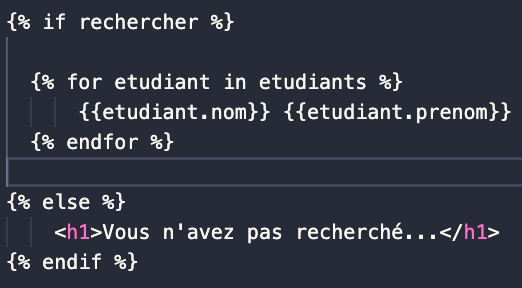 {% if rechercher %}
{% for etudiant in etudiants %}
{{etudiant.nom}} {{etudiant.prenom}}
{% endfor %}
{% else %}
<h1>Vous n'avez pas recherché...</h1>
{% endif %}